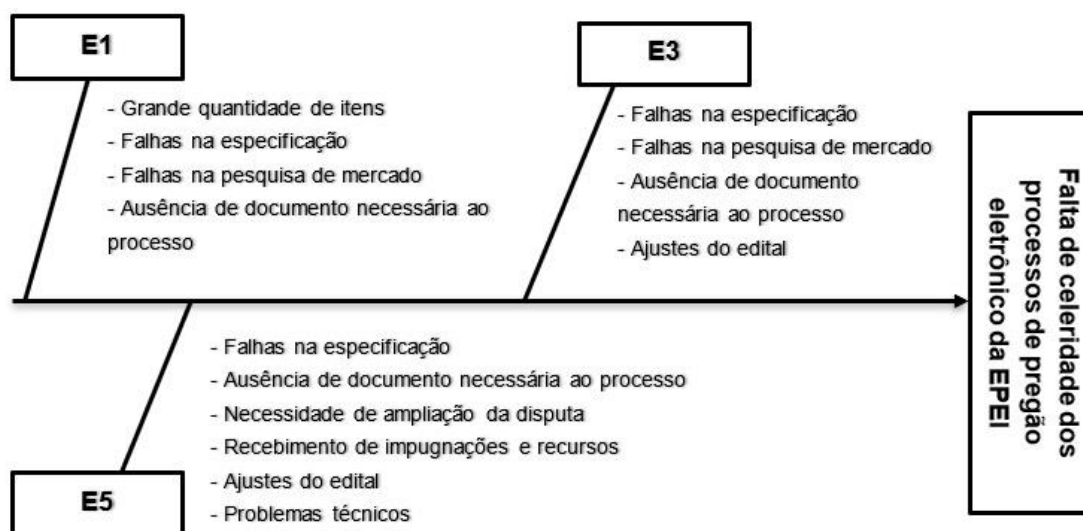 E1
- Grande quantidade de itens
- Falhas na especificação
- Falhas na pesquisa de mercado
- Ausência de documento necessária ao
processo
E3
- Falhas na especificação
- Falhas na pesquisa de mercado
- Ausência de documento
necessária ao processo
- Ajustes do edital
E5
- Falhas na especificação
- Ausência de documento necessária ao processo
- Necessidade de ampliação da disputa
- Recebimento de impugnações e recursos
- Ajustes do edital
- Problemas técnicos
Falta de celeridade dos
processos de pregão
eletrônico da EPEI